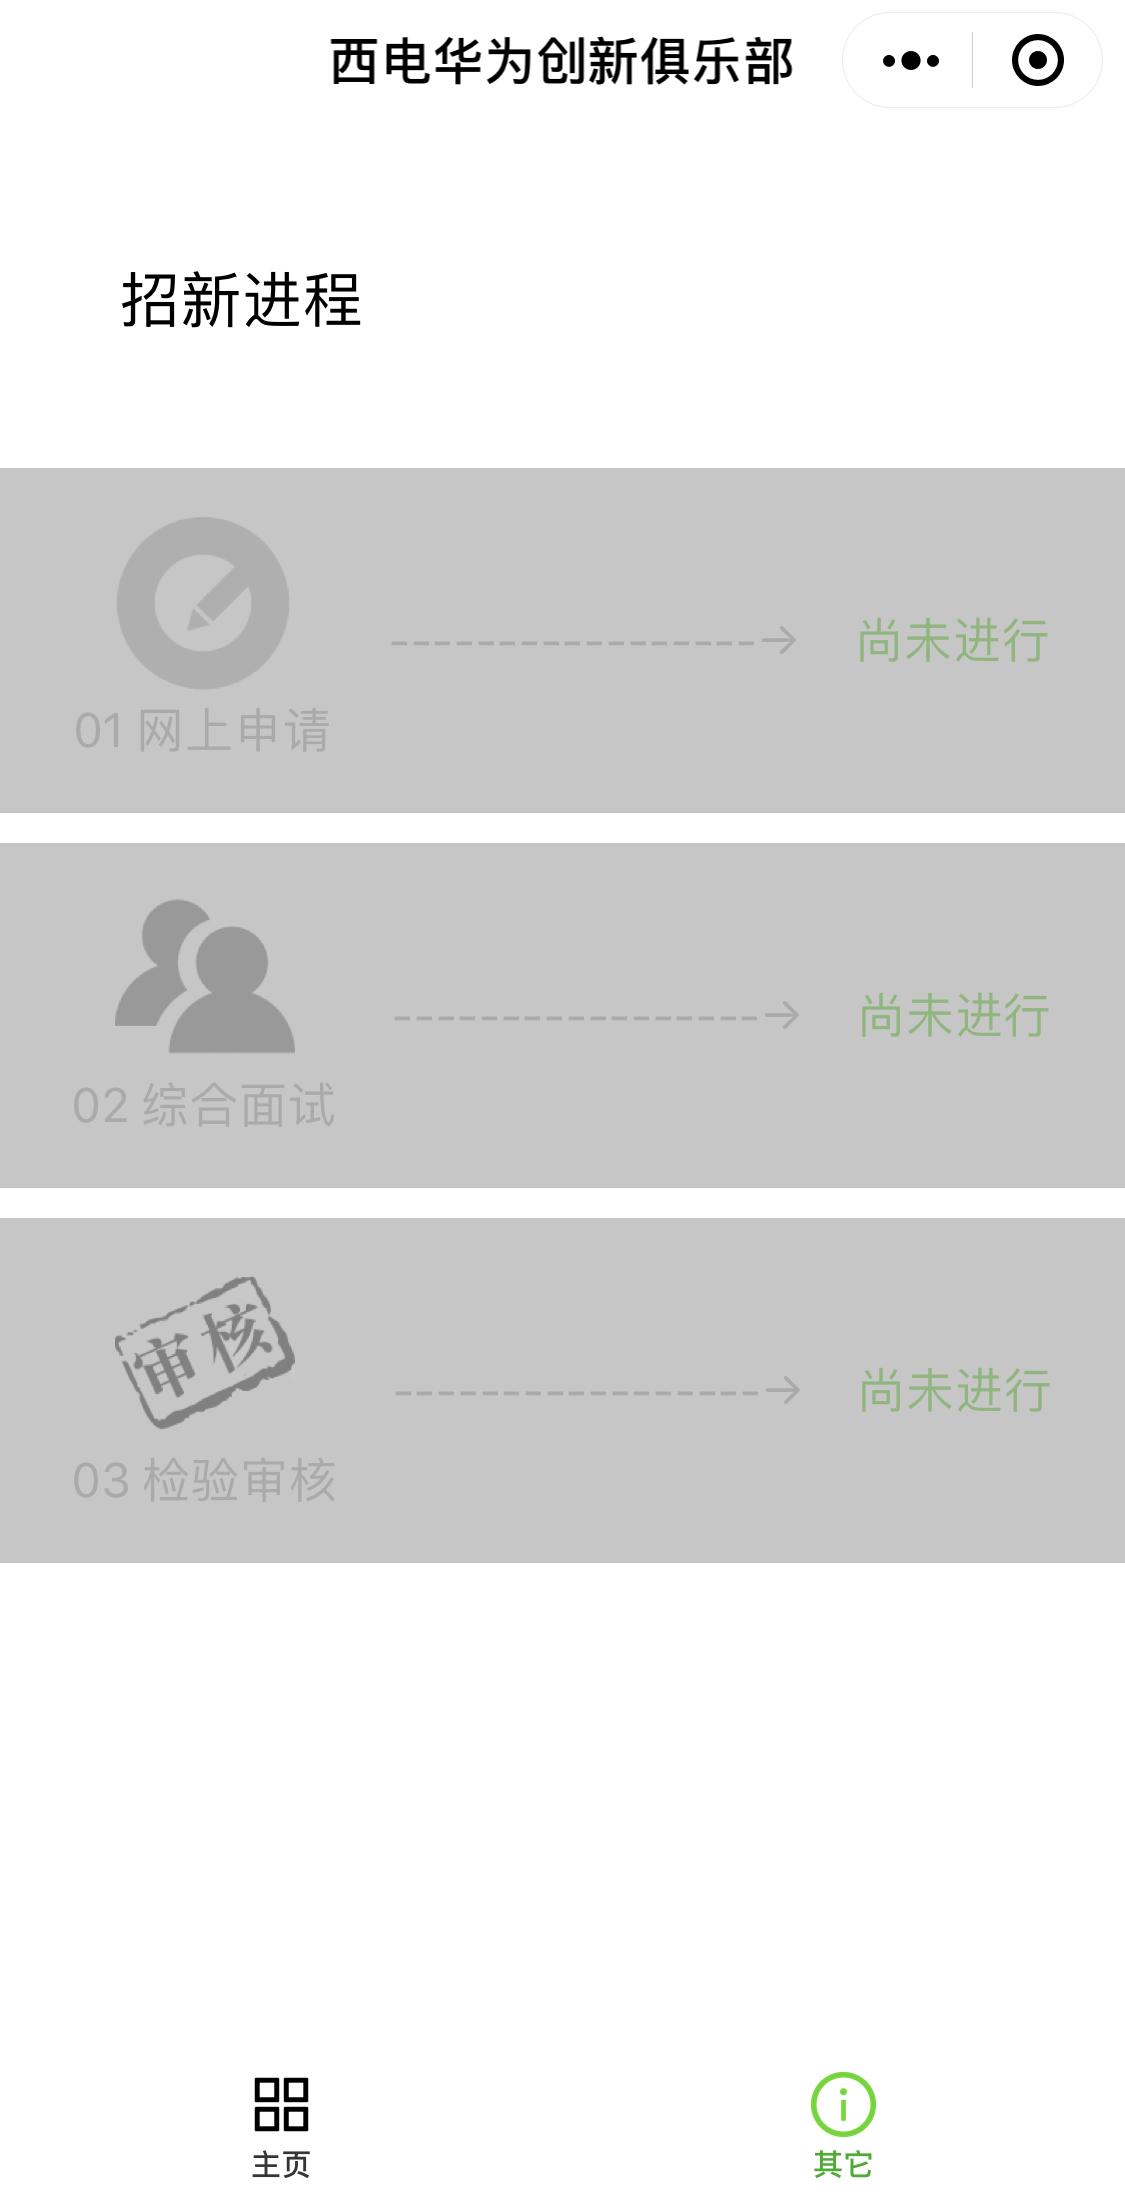 西电华为创新俱乐部
招新进程
尚未进行
01 网上申请
尚未进行
02 综合面试
审核
尚未进行
03 检验审核
主页
其它